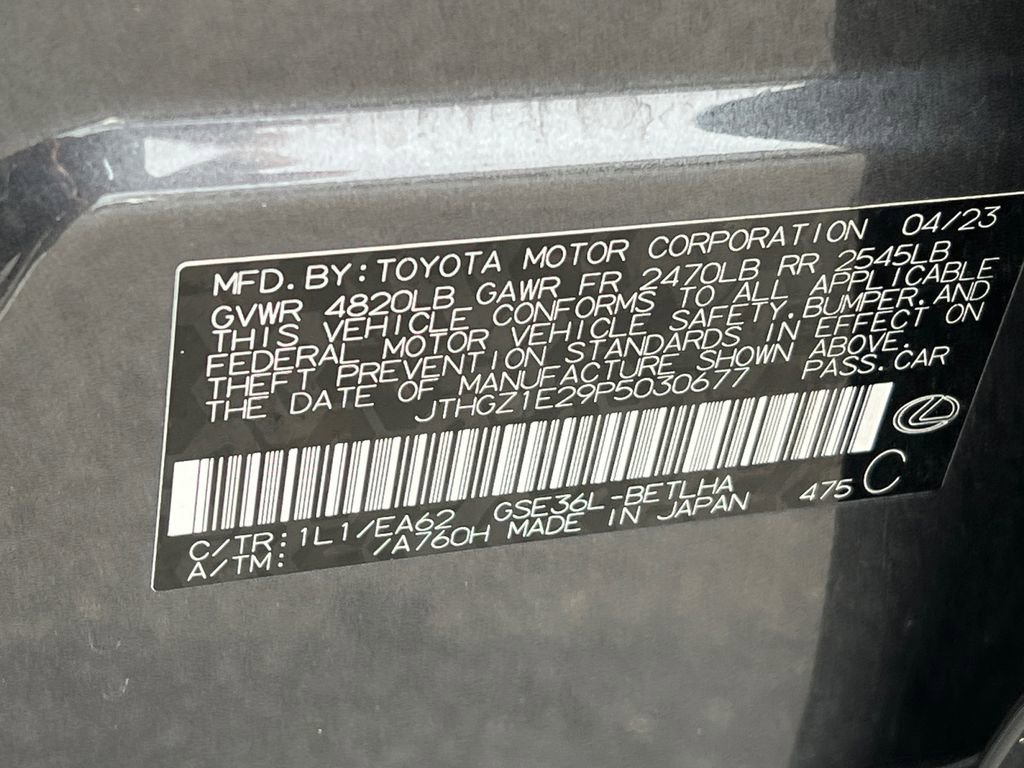 MFD. BY: TOYOTA MOTOR CORPORATION 04/23
GVWR 4820LB GAWR FR 2470LB RR 2545LB
THIS VEHICLE CONFORMS TO ALL APPLICABLE
FEDERAL MOTOR VEHICLE SAFETY, BUMPER, AND
THEFT PREVENTION STANDARDS IN EFFECT ON
THE DATE OF MANUFACTURE SHOWN ABOVE.
JTHGZ1E29P5030677 PASS. CAR
C/TR: 1L1/EA62 GSE36L-BETLHA 475 C
A/TM: /A760H MADE IN JAPAN